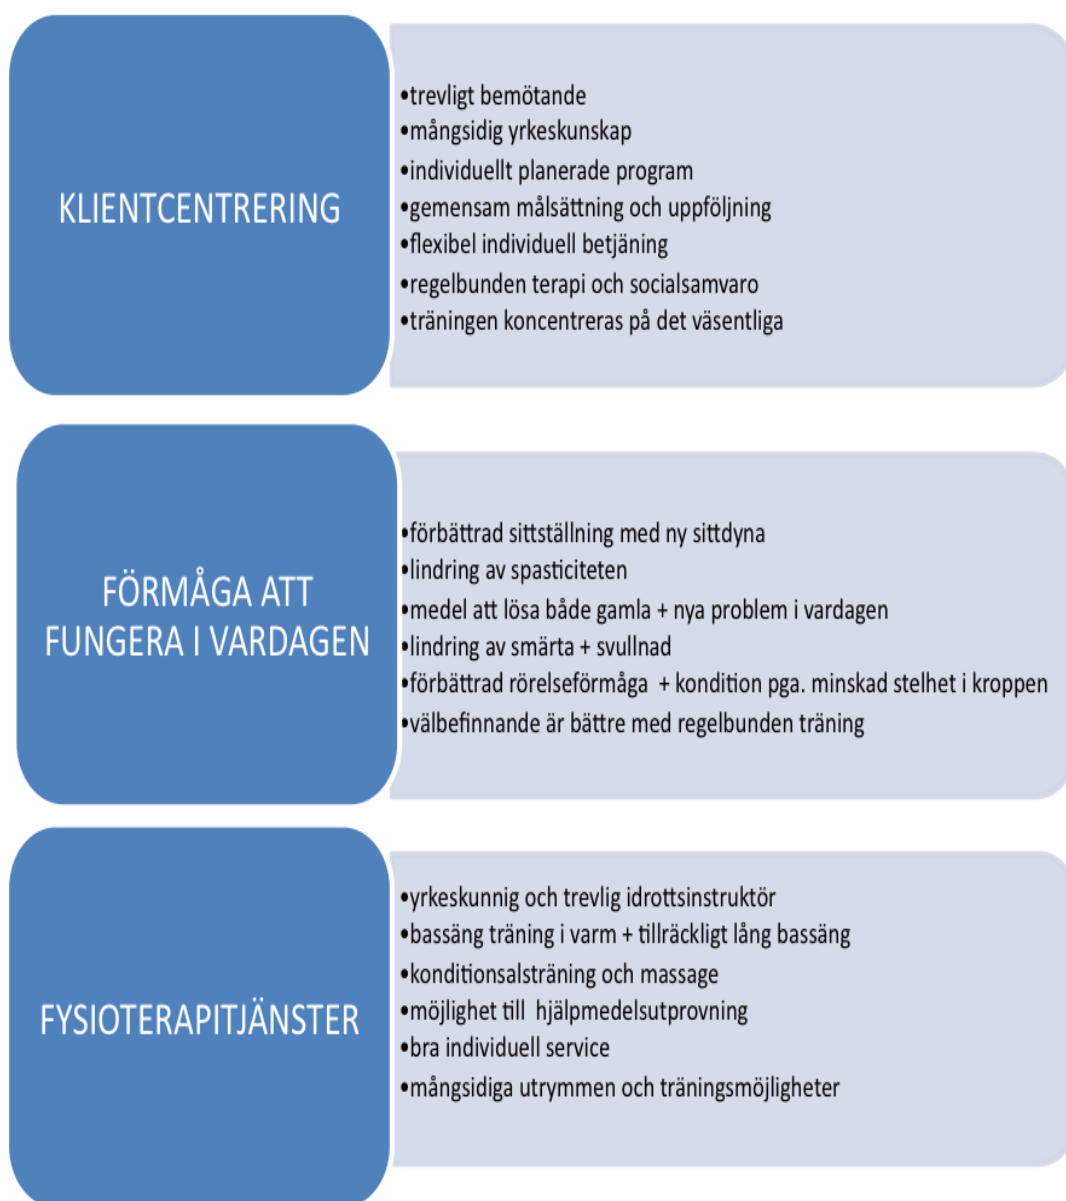 KLIENTCENTRERING
•trevligt bemötande
•mångsidig yrkeskunskap
•individuellt planerade program
•gemensam målsättning och uppföljning
•flexibel individuell betjäning
•regelbunden terapi och socialsamvaro
•träningen koncentreras på det väsentliga
FÖRMÅGA ATT
FUNGERA I VARDAGEN
•förbättrad sittställning med ny sittdyna
•lindring av spasticiteten
•medel att lösa både gamla + nya problem i vardagen
•lindring av smärta + svullnad
•förbättrad rörelseförmåga  + kondition pga. minskad stelhet i kroppen
•välbefinnande är bättre med regelbunden träning
FYSIOTERAPITJÄNSTER
•yrkeskunnig och trevlig idrottsinstruktör
•bassäng träning i varm + tillräckligt lång bassäng
•konditionsalsträning och massage
•möjlighet till  hjälpmedelsutprovning
•bra individuell service
•mångsidiga utrymmen och träningsmöjligheter